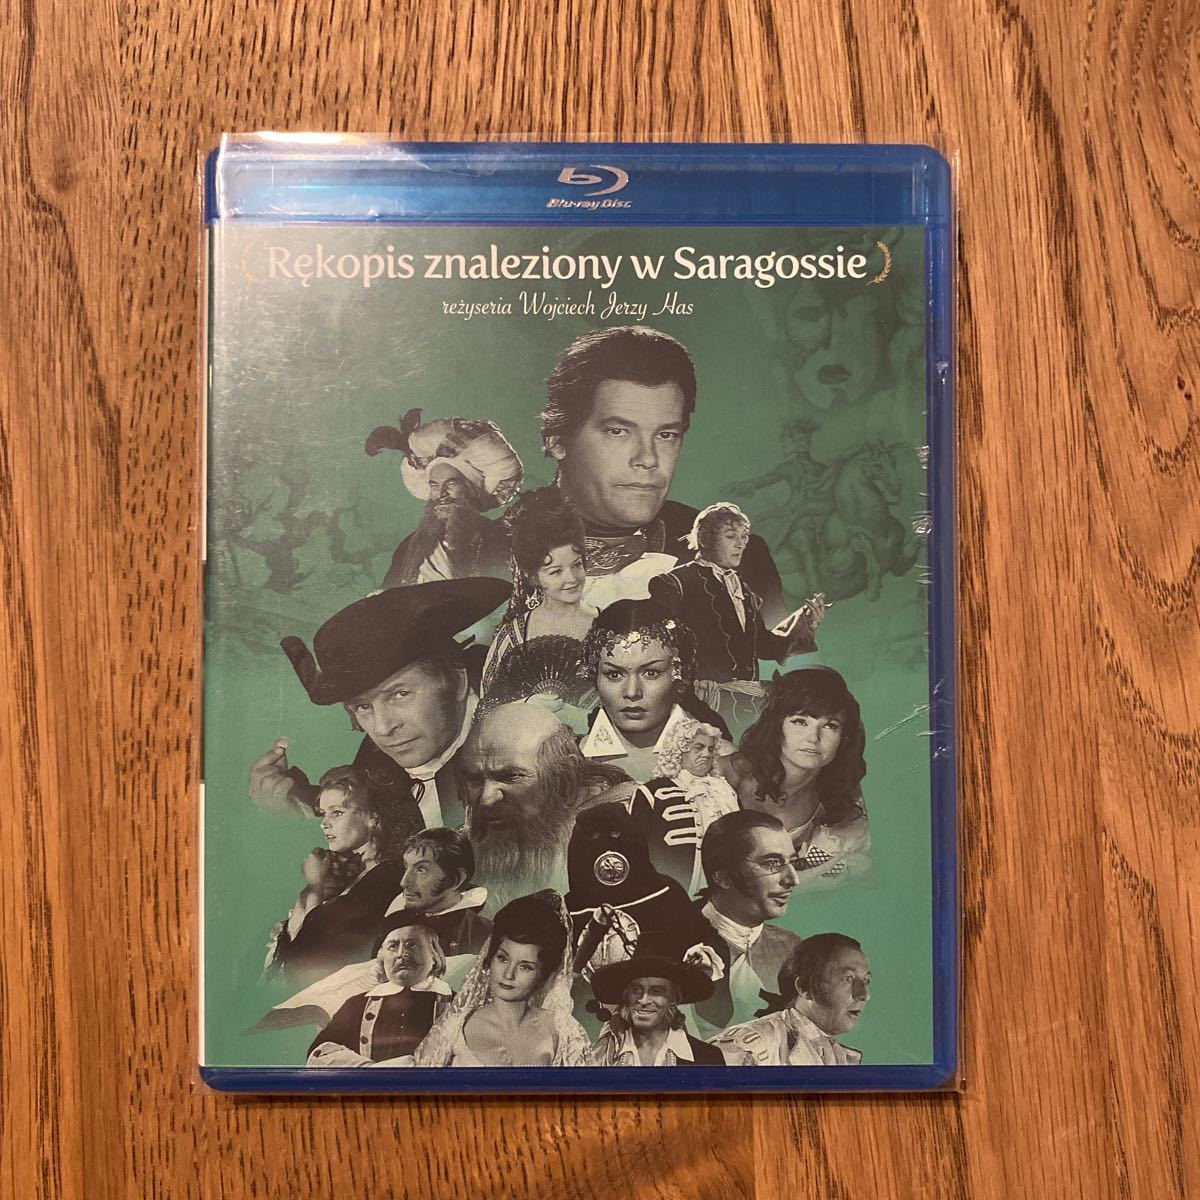 Blu-ray Disc
Rękopis znaleziony w Saragossie
reżyseria Wojciech Jerzy Has